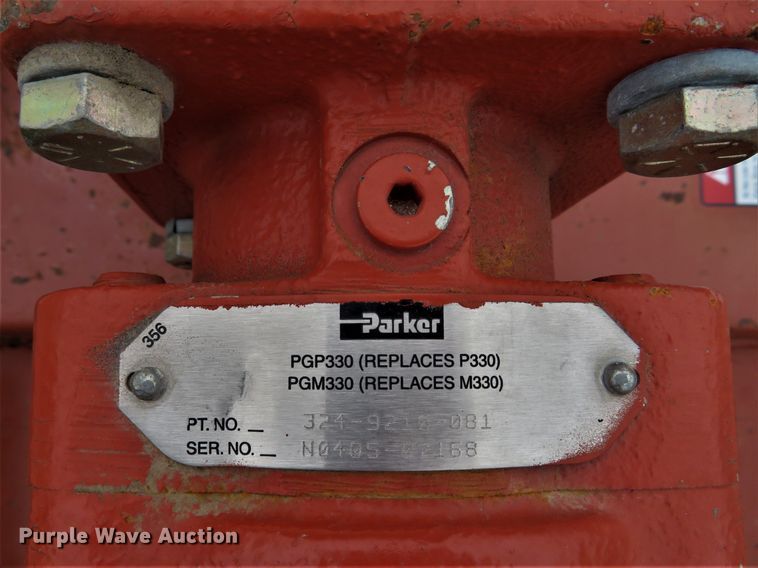 Parker
356
PGP330 (REPLACES P330)
PGM330 (REPLACES M330)
PT. NO. 324-9210-081
SER. NO. N0405-02168
Purple Wave Auction